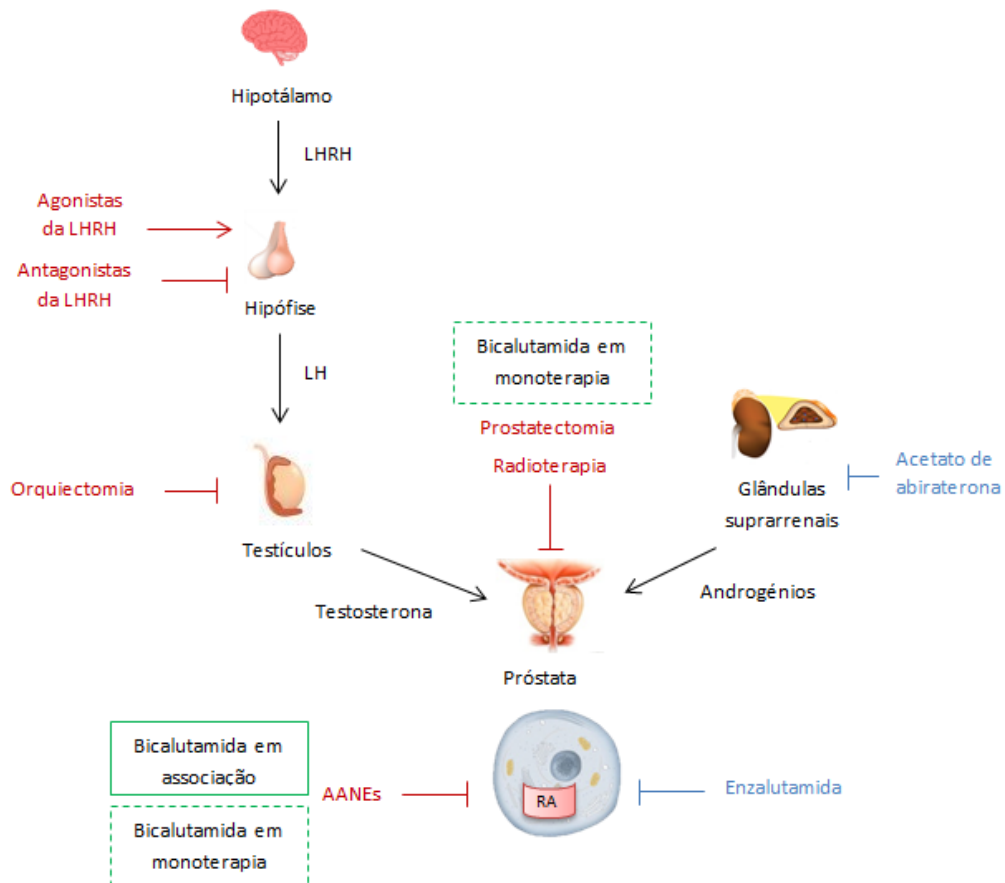 Hipotálamo
LHRH
Agonistas
da LHRH
Antagonistas
da LHRH
Hipófise
LH
Bicalutamida em
monoterapia
Prostatectomia
Radioterapia
Orquiectomia
Testículos
Glândulas
suprarrenais
Acetato de
abiraterona
Testosterona
Androgénios
Próstata
Bicalutamida em
associação
Bicalutamida em
monoterapia
AANEs
RA
Enzalutamida